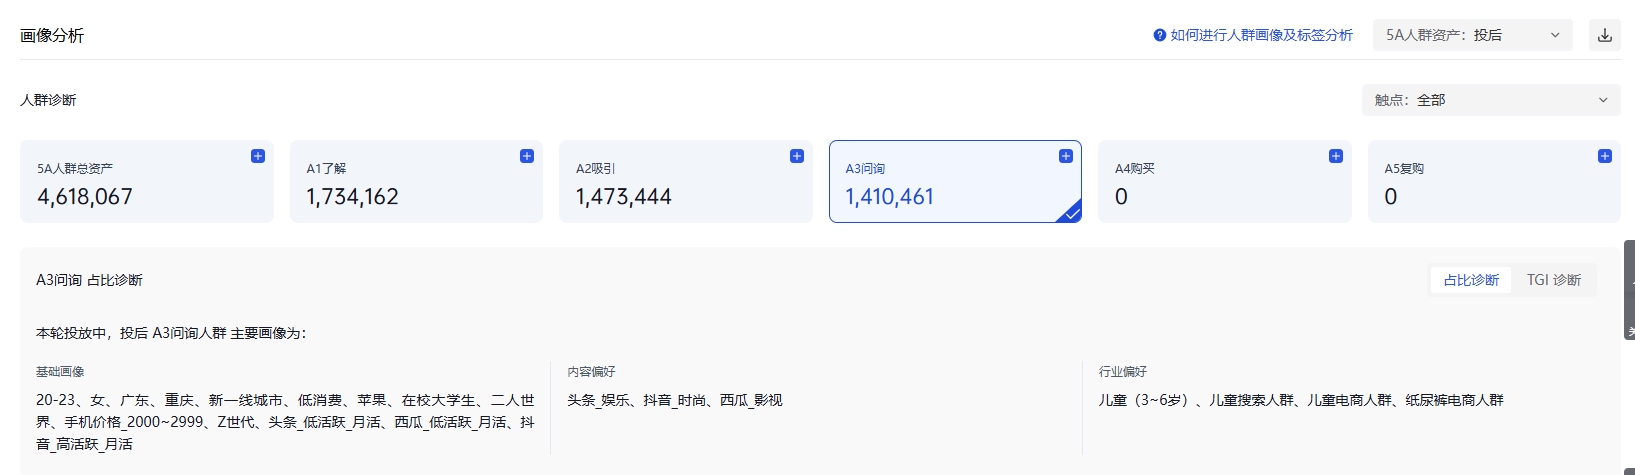 画像分析
如何进行人群画像及标签分析
5A人群资产：投后
人群诊断
触点：全部
5A人群总资产
4,618,067
A1了解
1,734,162
A2吸引
1,473,444
A3问询
1,410,461
A4购买
0
A5复购
0
A3问询 占比诊断
占比诊断
TGI 诊断
本轮投放中，投后 A3问询人群 主要画像为：
基础画像
20-23、女、广东、重庆、新一线城市、低消费、苹果、在校大学生、二人世
界、手机价格_2000~2999、Z世代、头条_低活跃_月活、西瓜_低活跃_月活、抖
音_高活跃_月活
内容偏好
头条_娱乐、抖音_时尚、西瓜_影视
行业偏好
儿童（3~6岁）、儿童搜索人群、儿童电商人群、纸尿裤电商人群